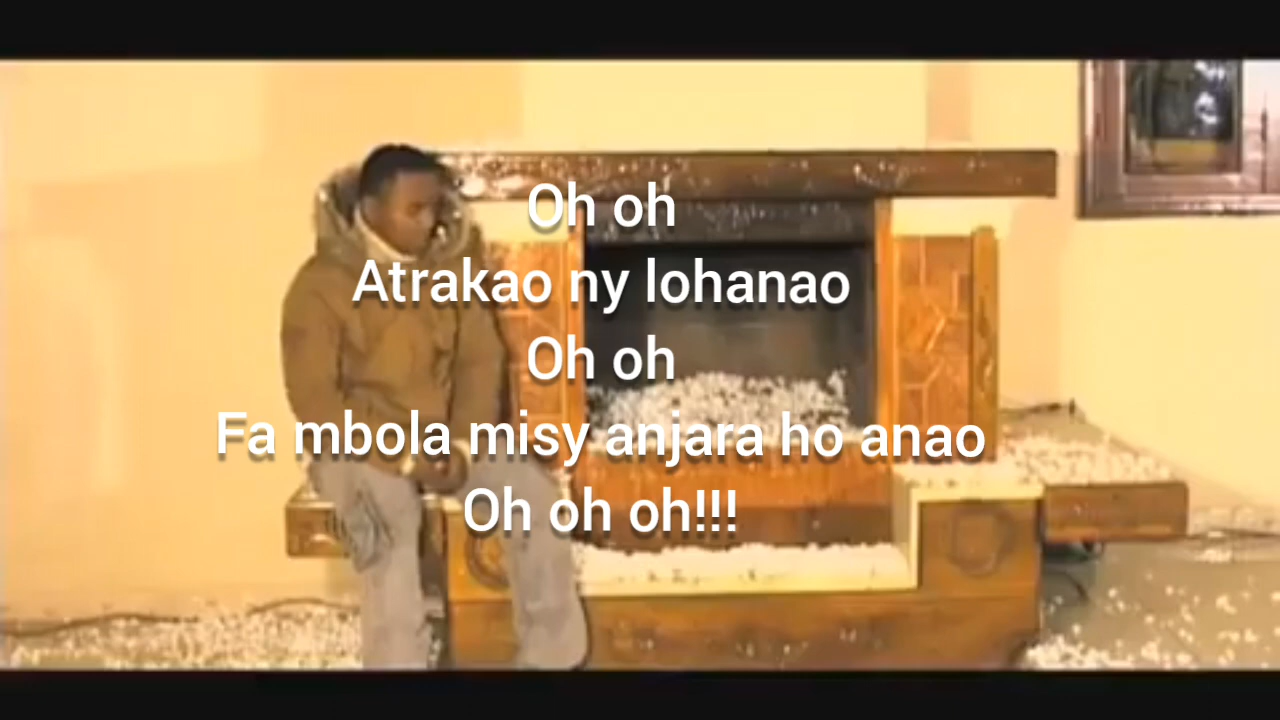 Oh oh
Atrakao ny lohanao
Oh oh
Fa mbola misy anjara ho anao
Oh oh oh!!!